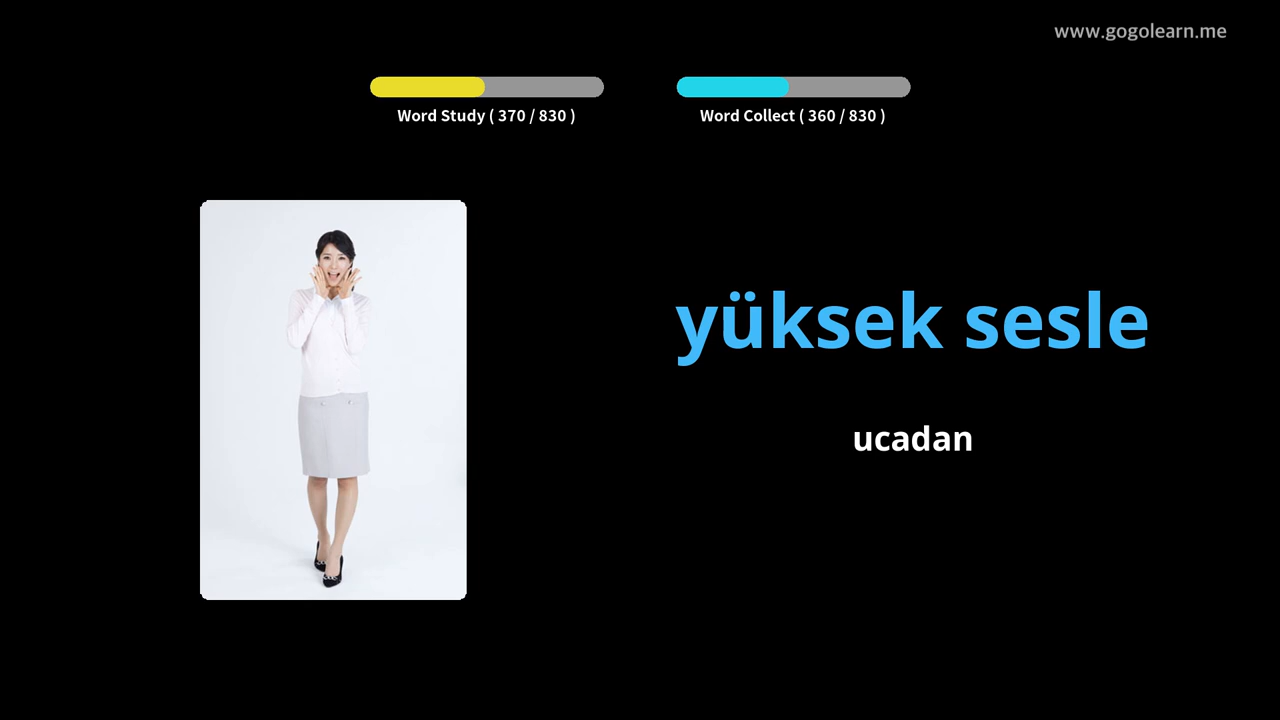 www.gogolearn.me
Word Study ( 370 / 830 )
Word Collect ( 360 / 830 )
yüksek sesle
ucadan